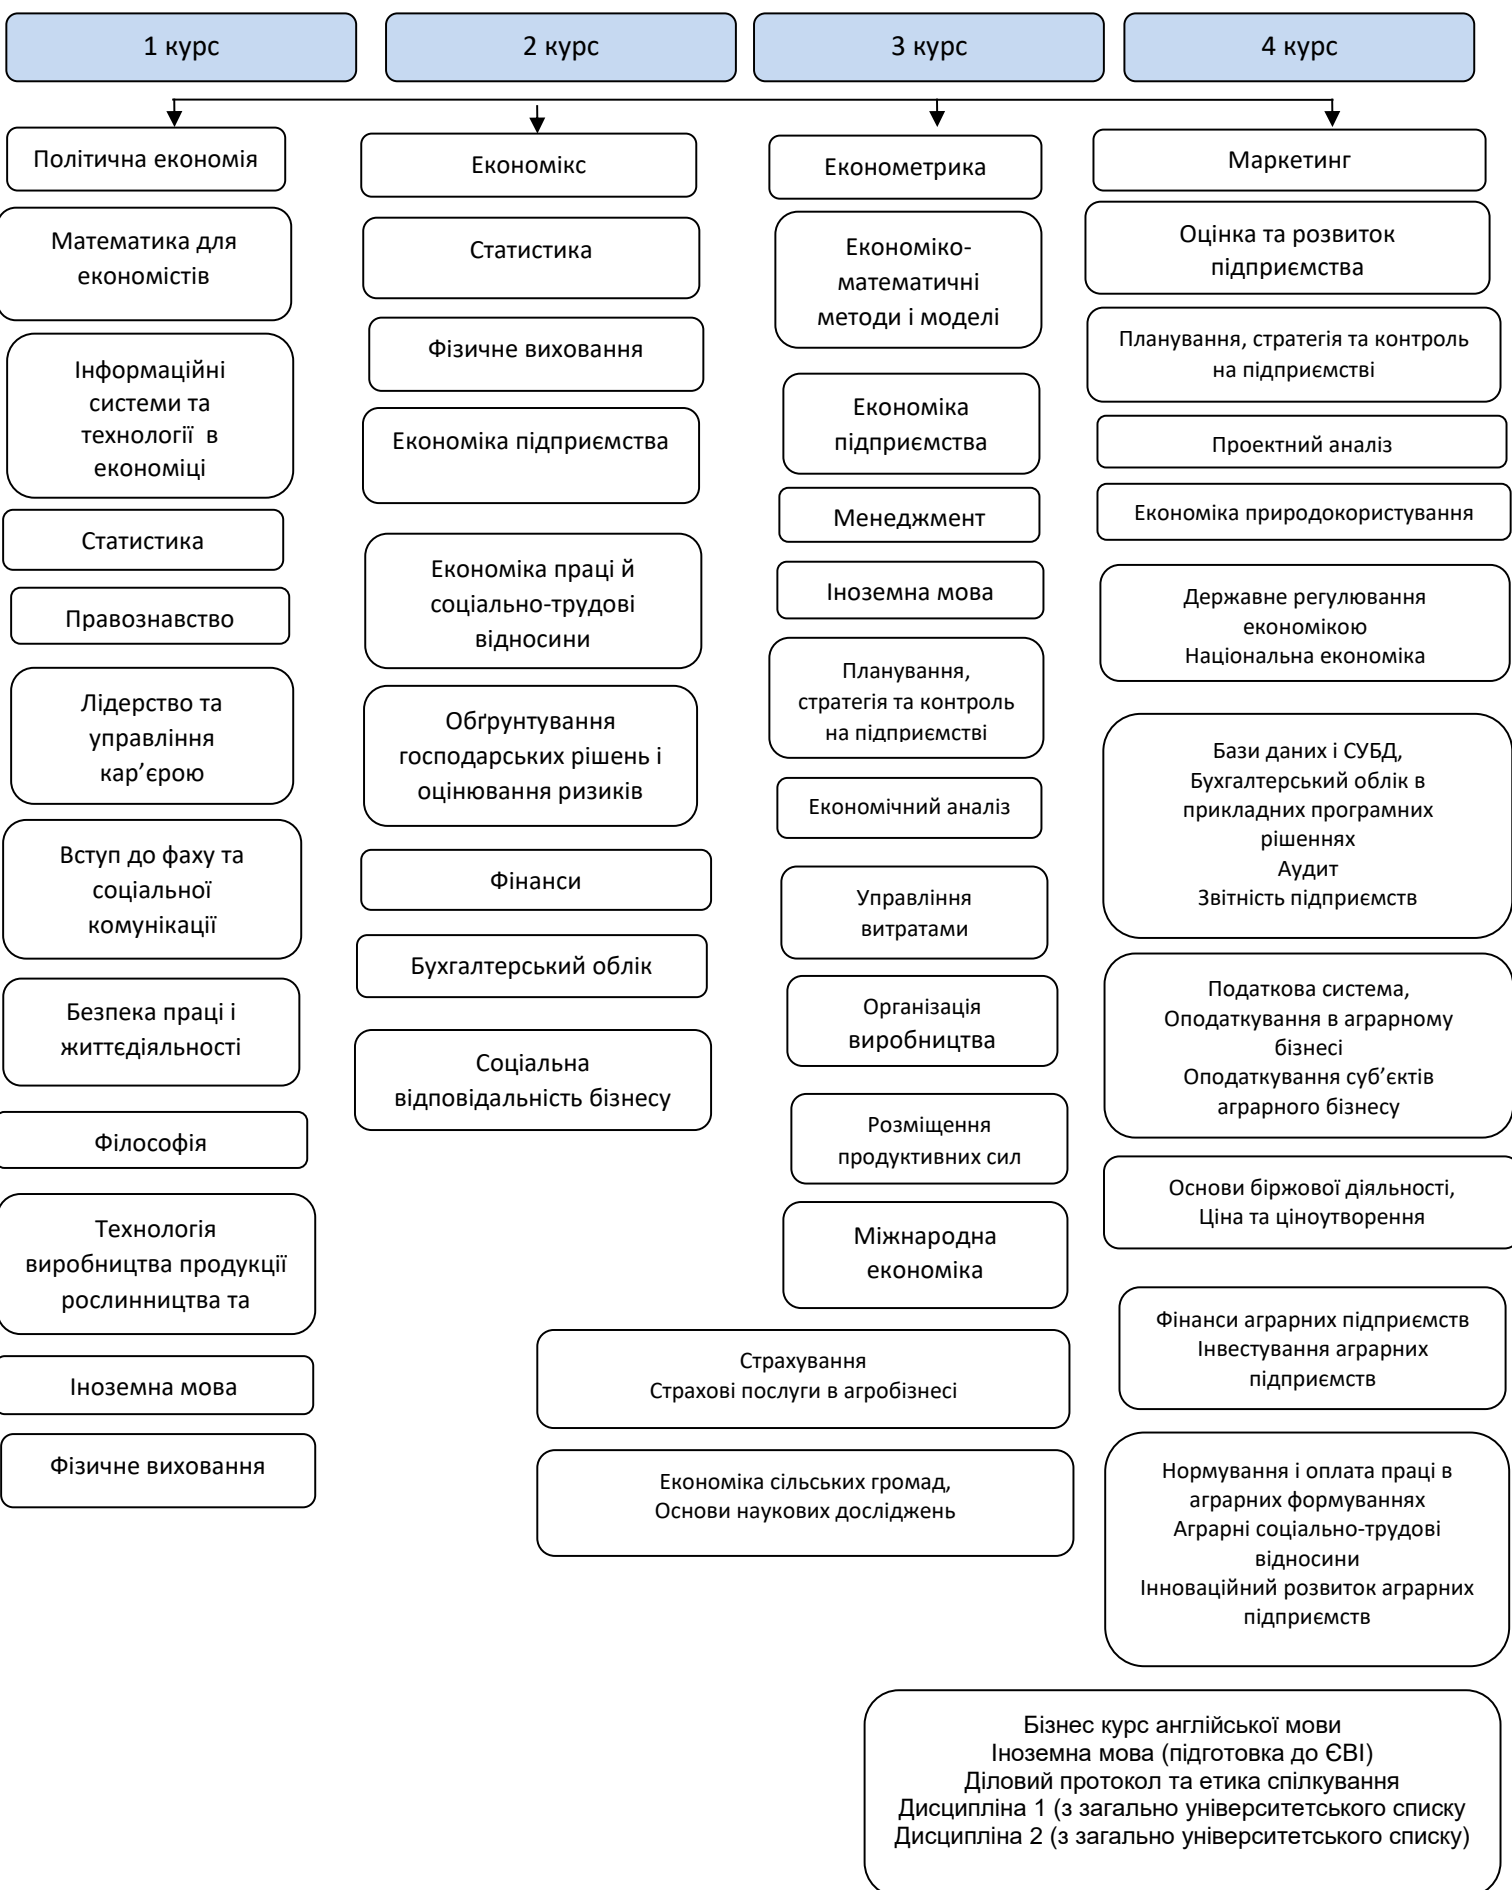 1 курс
2 курс
3 курс
4 курс
Політична економія
Математика для
економістів
Інформаційні
системи та
технології в
економіці
Статистика
Правознавство
Лідерство та
управління
кар’єрою
Вступ до фаху та
соціальної
комунікації
Безпека праці і
життєдіяльності
Філософія
Технологія
виробництва продукції
рослинництва та
Іноземна мова
Фізичне виховання
Економікс
Статистика
Фізичне виховання
Економіка підприємства
Економіка праці й
соціально-трудові
відносини
Обґрунтування
господарських рішень і
оцінювання ризиків
Фінанси
Бухгалтерський облік
Соціальна
відповідальність бізнесу
Економетрика
Економіко-
математичні
методи і моделі
Економіка
підприємства
Менеджмент
Іноземна мова
Планування,
стратегія та контроль
на підприємстві
Економічний аналіз
Управління
витратами
Організація
виробництва
Розміщення
продуктивних сил
Міжнародна
економіка
Страхування
Страхові послуги в агробізнесі
Економіка сільських громад,
Основи наукових досліджень
Маркетинг
Оцінка та розвиток
підприємства
Планування, стратегія та контроль
на підприємстві
Проектний аналіз
Економіка природокористування
Державне регулювання
економікою
Національна економіка
Бази даних і СУБД,
Бухгалтерський облік в
прикладних програмних
рішеннях
Аудит
Звітність підприємств
Податкова система,
Оподаткування в аграрному
бізнесі
Оподаткування суб’єктів
аграрного бізнесу
Основи біржової діяльності,
Ціна та ціноутворення
Фінанси аграрних підприємств
Інвестування аграрних
підприємств
Нормування і оплата праці в
аграрних формуваннях
Аграрні соціально-трудові
відносини
Інноваційний розвиток аграрних
підприємств
Бізнес курс англійської мови
Іноземна мова (підготовка до ЄВІ)
Діловий протокол та етика спілкування
Дисципліна 1 (з загально університетського списку
Дисципліна 2 (з загально університетського списку)